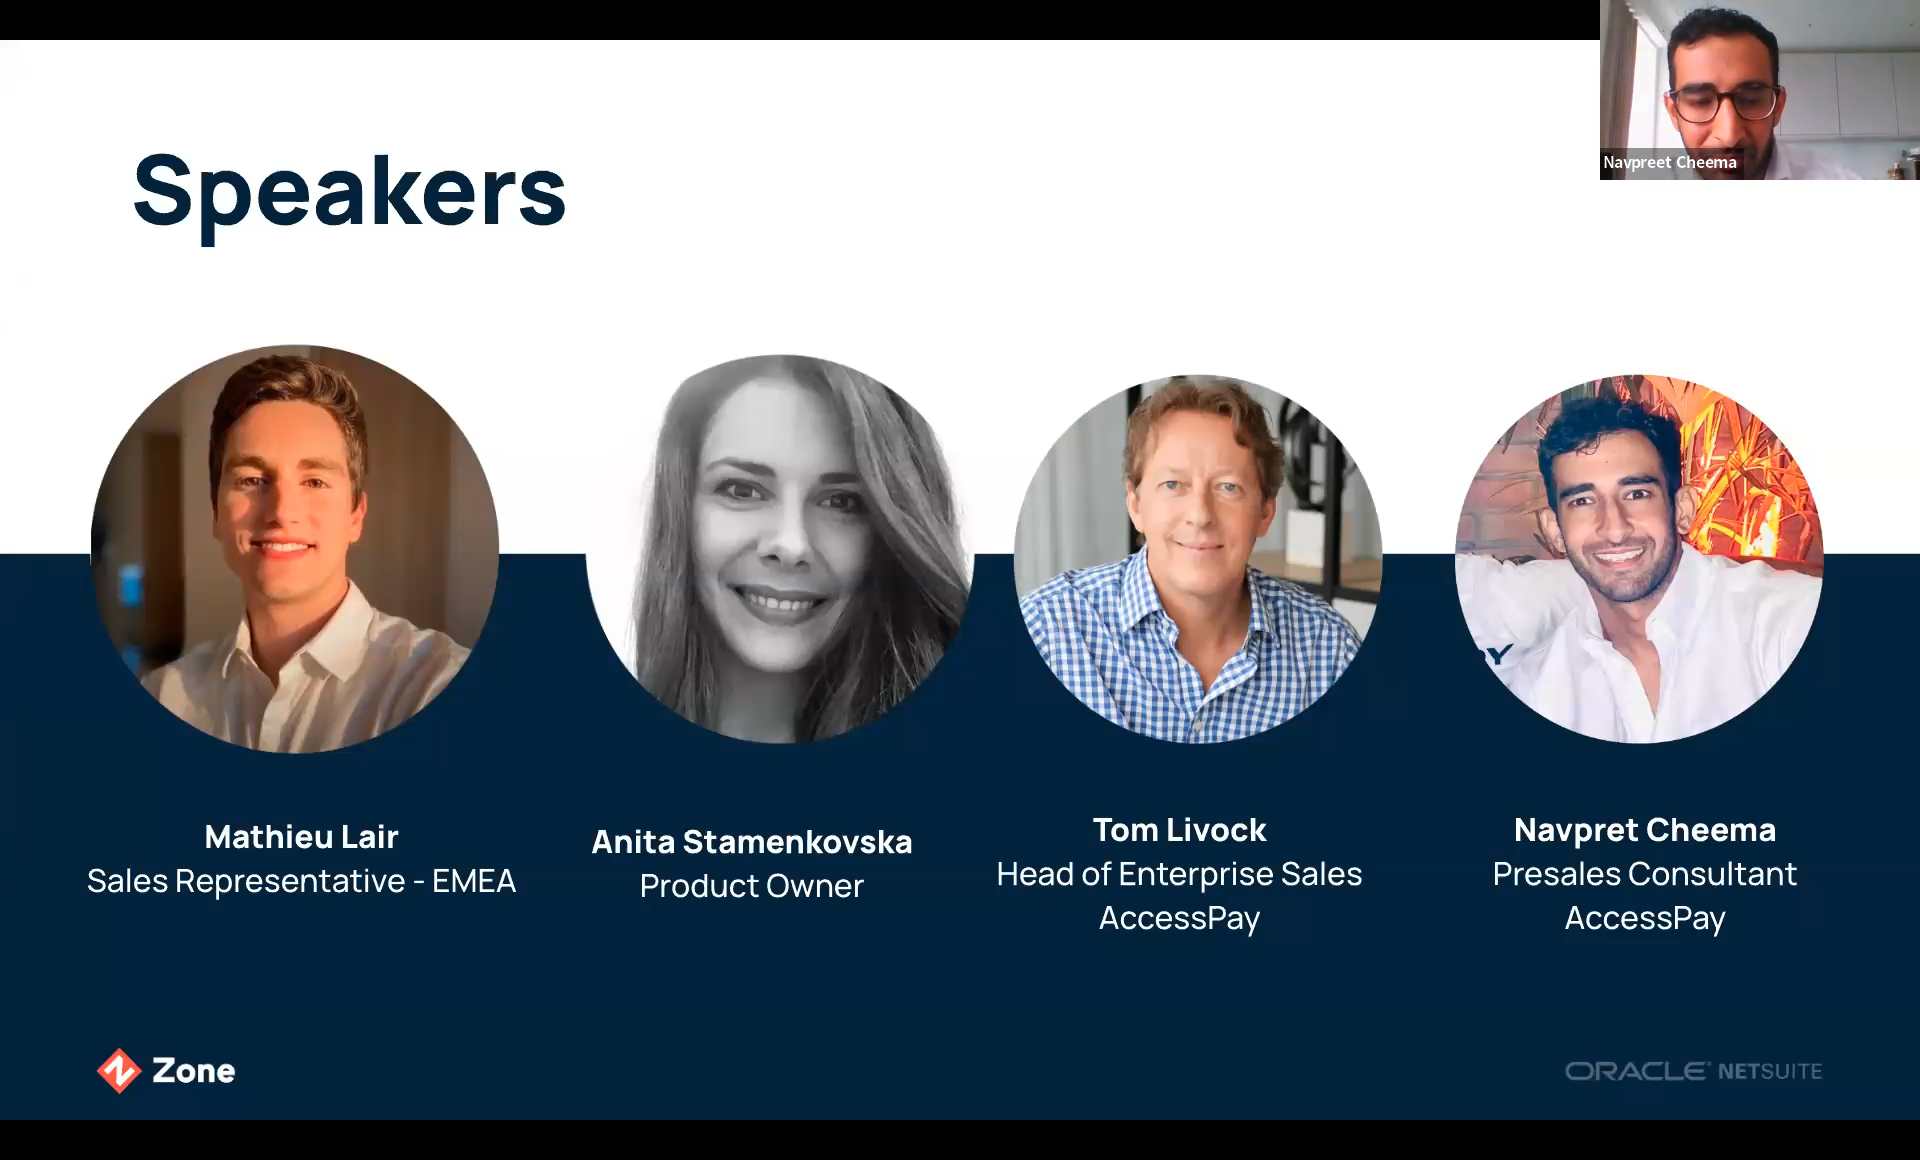 Navpreet Cheema
Speakers
Mathieu Lair
Sales Representative - EMEA
Anita Stamenkovska
Product Owner
Tom Livock
Head of Enterprise Sales
AccessPay
Navpret Cheema
Presales Consultant
AccessPay
Zone
ORACLE NETSUITE